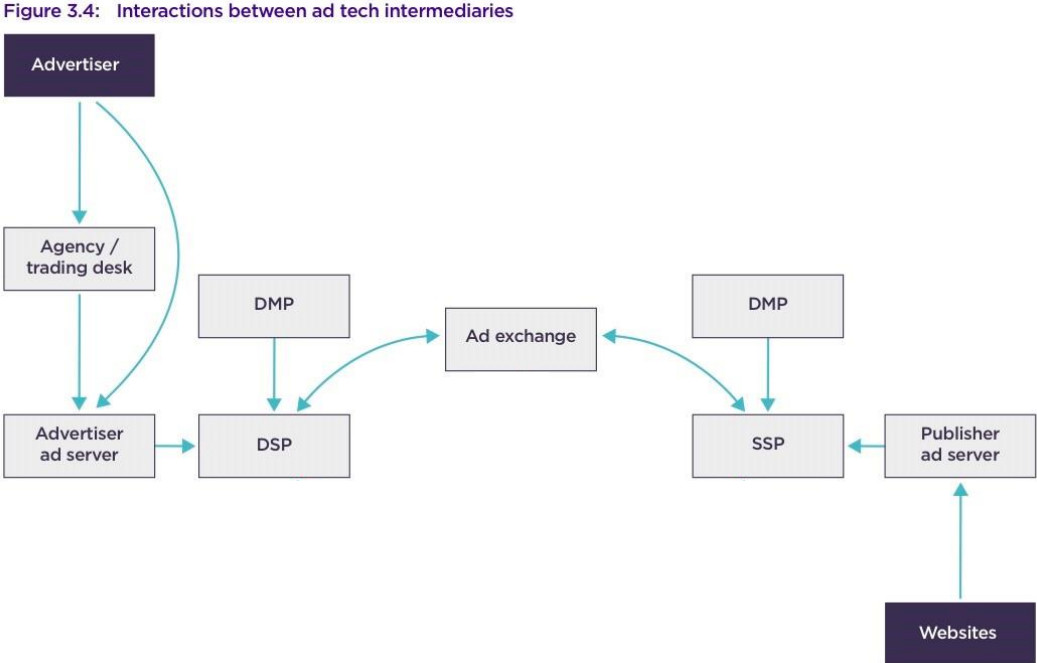 Figure 3.4: Interactions between ad tech intermediaries
Advertiser
Agency /
trading desk
DMP
Ad exchange
DMP
Advertiser
ad server
DSP
SSP
Publisher
ad server
Websites